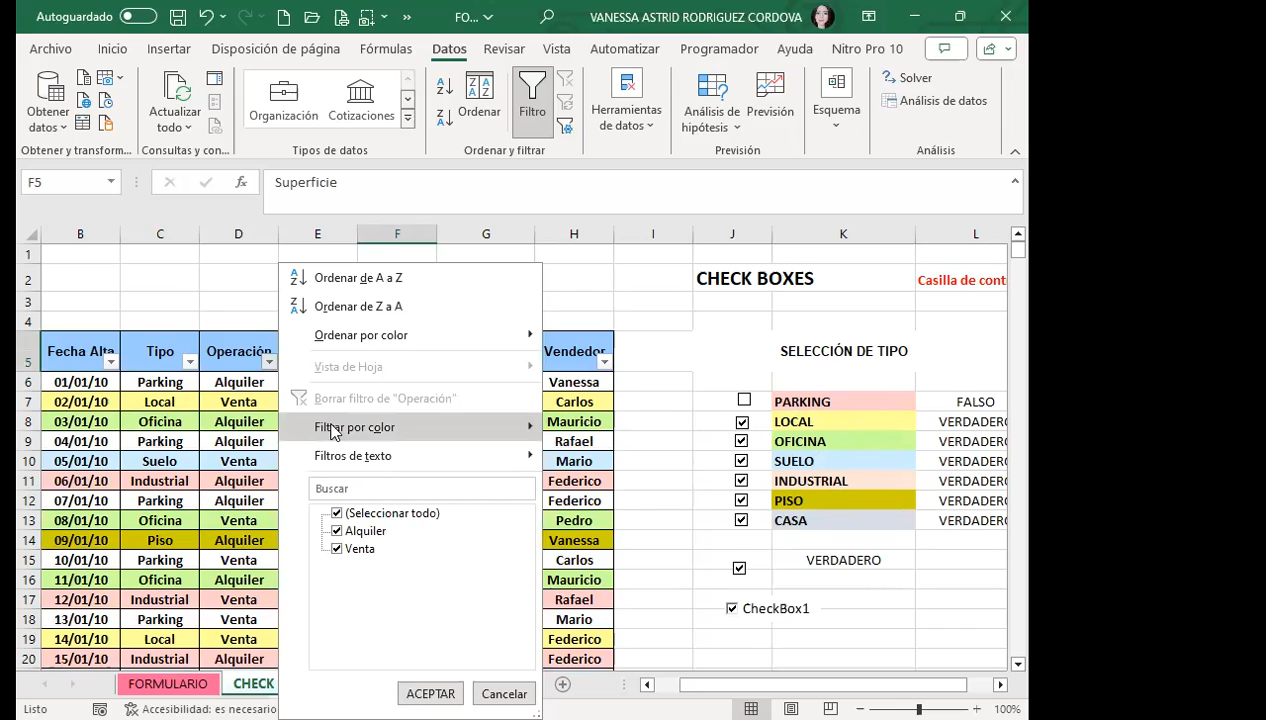 Autoguardado FO... VANESSA ASTRID RODRIGUEZ CORDOVA
Archivo Inicio Insertar Disposición de página Fórmulas Datos Revisar Vista Automatizar Programador Ayuda Nitro Pro 10
Obtener datos
Actualizar todo
Organización Cotizaciones
Ordenar
Filtro
Herramientas de datos
Análisis de hipótesis
Previsión
Esquema
Solver
Análisis de datos
Obtener y transform... Consultas y con... Tipos de datos Ordenar y filtrar Previsión Análisis
F5 fx Superficie
B C D E F G H I J K L
1
2 CHECK BOXES Casilla de cont
3
4
5 Fecha Alta Tipo Operación Vendedor SELECCIÓN DE TIPO
6 01/01/10 Parking Alquiler Vanessa
7 02/01/10 Local Venta Carlos PARKING FALSO
8 03/01/10 Oficina Alquiler Mauricio LOCAL VERDADERO
9 04/01/10 Parking Alquiler Rafael OFICINA VERDADERO
10 05/01/10 Suelo Venta Mario SUELO VERDADERO
11 06/01/10 Industrial Alquiler Federico INDUSTRIAL VERDADERO
12 07/01/10 Parking Alquiler Federico PISO VERDADERO
13 08/01/10 Oficina Venta Pedro CASA VERDADERO
14 09/01/10 Piso Alquiler Vanessa
15 10/01/10 Parking Venta Carlos VERDADERO
16 11/01/10 Oficina Alquiler Mauricio
17 12/01/10 Industrial Venta Rafael CheckBox1
18 13/01/10 Parking Venta Mario
19 14/01/10 Local Venta Federico
20 15/01/10 Industrial Alquiler Federico
Ordenar de A a Z
Ordenar de Z a A
Ordenar por color
Vista de Hoja
Borrar filtro de "Operación"
Filtrar por color
Filtros de texto
Buscar
(Seleccionar todo)
Alquiler
Venta
ACEPTAR Cancelar
FORMULARIO CHECK
Listo Accesibilidad: es necesario 100%